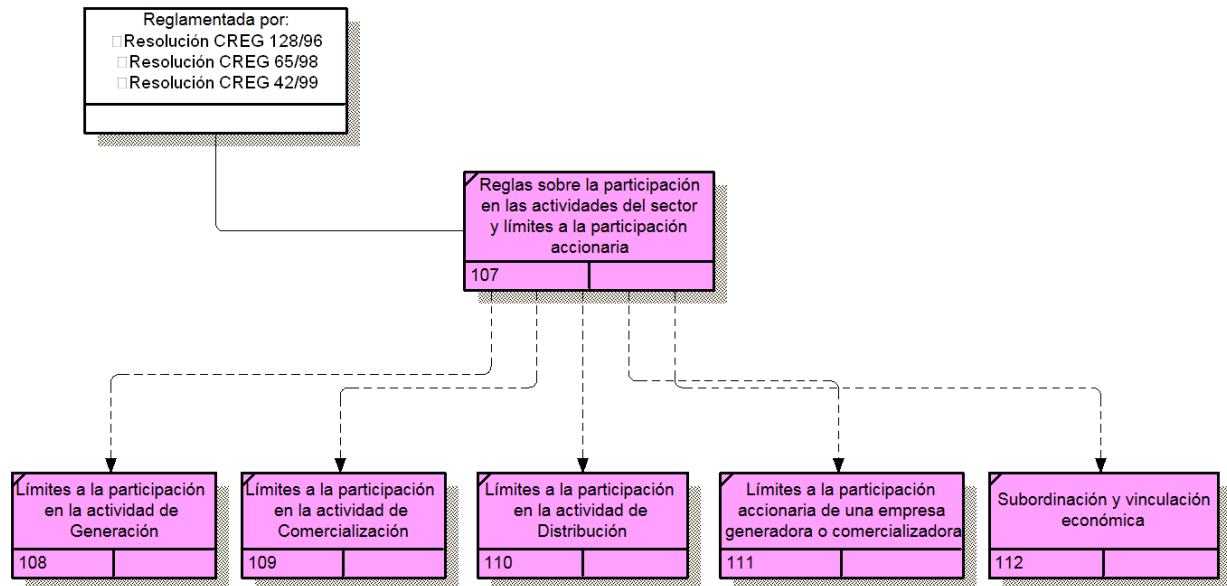 Reglamentada por:
Resolución CREG 128/96
Resolución CREG 65/98
Resolución CREG 42/99
Reglas sobre la participación
en las actividades del sector
y límites a la participación
accionaria
107
Límites a la participación
en la actividad de
Generación
108
Límites a la participación
en la actividad de
Comercialización
109
Límites a la participación
en la actividad de
Distribución
110
Límites a la participación
accionaria de una empresa
generadora o comercializadora
111
Subordinación y vinculación
económica
112